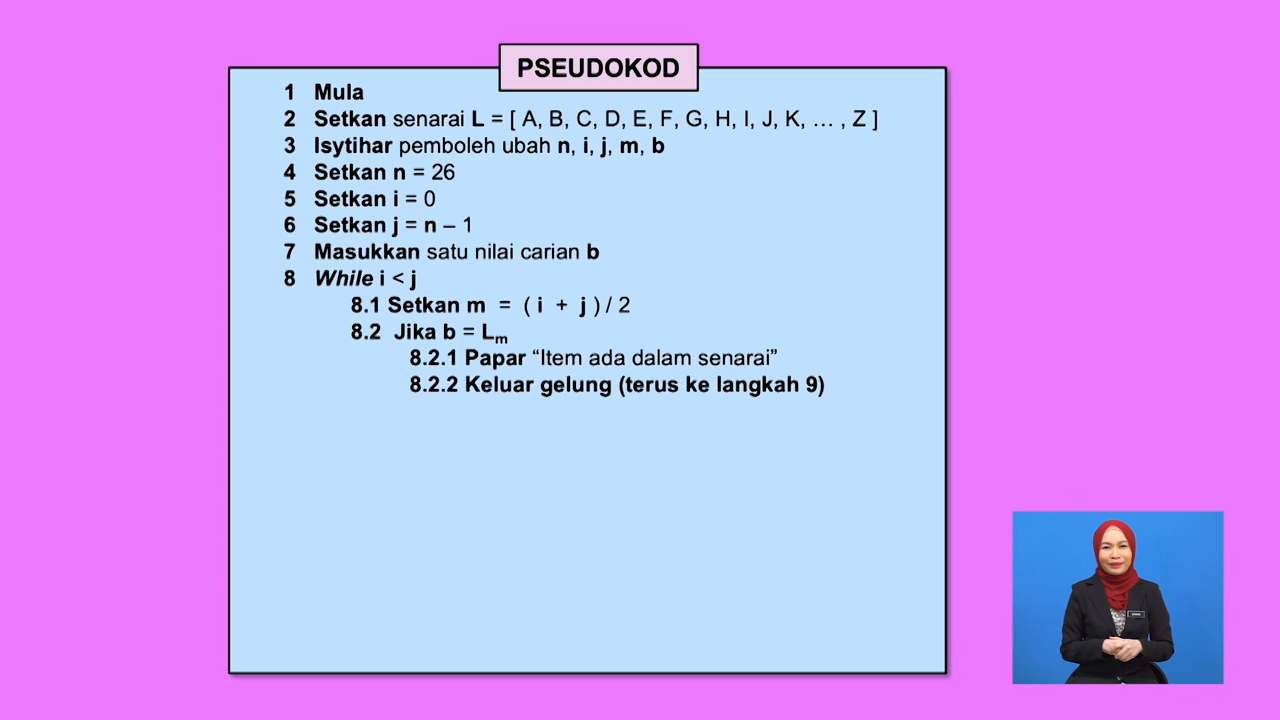 PSEUDOKOD
1 Mula
2 Setkan senarai L = [ A, B, C, D, E, F, G, H, I, J, K, … , Z ]
3 Isytihar pemboleh ubah n, i, j, m, b
4 Setkan n = 26
5 Setkan i = 0
6 Setkan j = n – 1
7 Masukkan satu nilai carian b
8 While i < j
8.1 Setkan m = ( i + j ) / 2
8.2 Jika b = Lm
8.2.1 Papar “Item ada dalam senarai”
8.2.2 Keluar gelung (terus ke langkah 9)